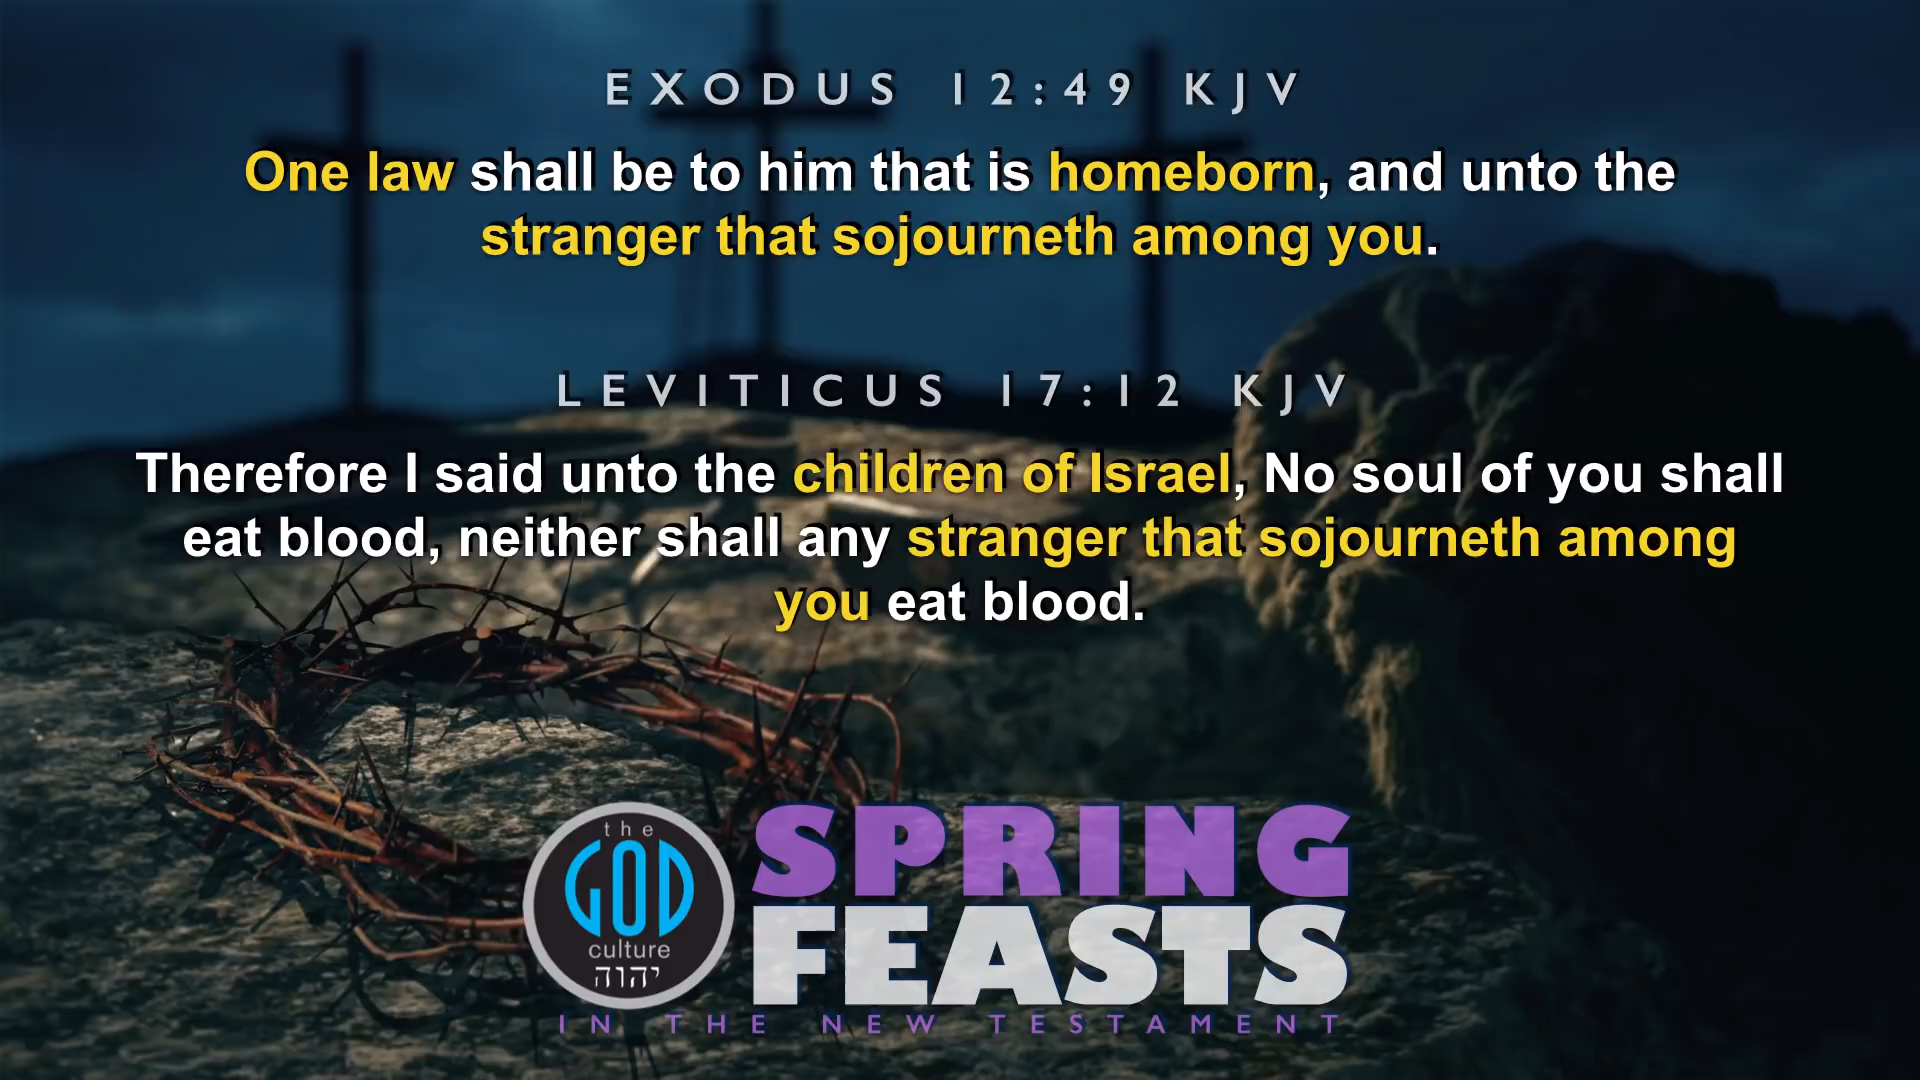 EXODUS 12:49 KJV
One law shall be to him that is homeborn, and unto the
stranger that sojourneth among you.
LEVITICUS 17:12 KJV
Therefore I said unto the children of Israel, No soul of you shall
eat blood, neither shall any stranger that sojourneth among
you eat blood.
the
GOD
culture
יהוה
SPRING
FEASTS
IN THE NEW TESTAMENT